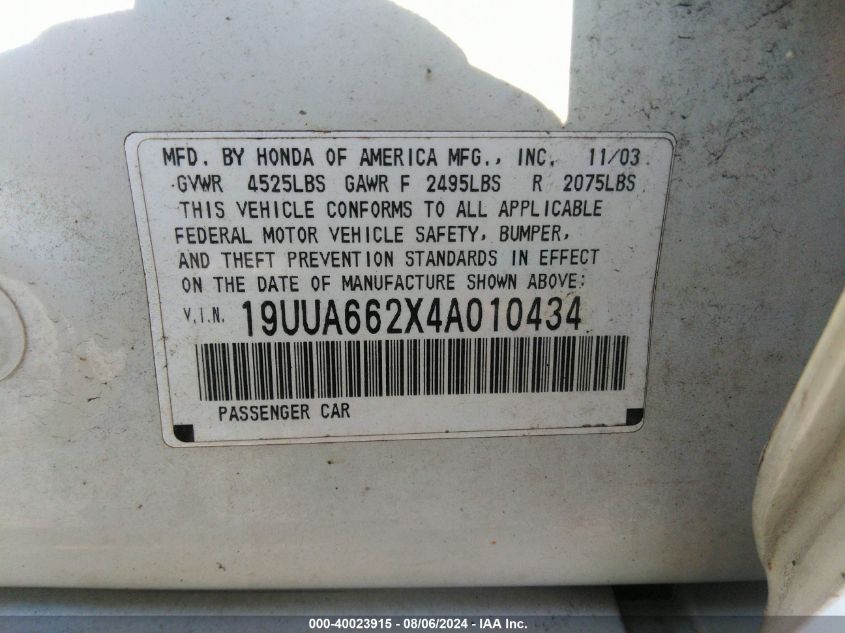 MFD. BY HONDA OF AMERICA MFG., INC. 11/03
GVWR 4525LBS GAWR F 2495LBS R 2075LBS
THIS VEHICLE CONFORMS TO ALL APPLICABLE
FEDERAL MOTOR VEHICLE SAFETY, BUMPER,
AND THEFT PREVENTION STANDARDS IN EFFECT
ON THE DATE OF MANUFACTURE SHOWN ABOVE:
V.I.N. 19UUA662X4A010434
PASSENGER CAR
000-40023915 - 08/06/2024 - IAA Inc.